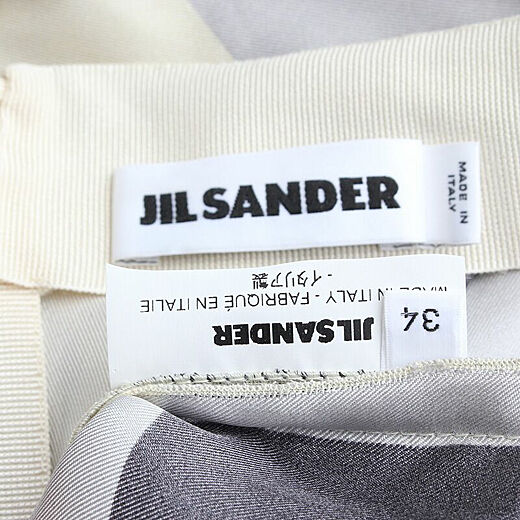 JIL SANDER
MADE IN
ITALY
34
JIL SANDER
MADE IN ITALY - FABRIQUÉ EN ITALIE
- イタリア製